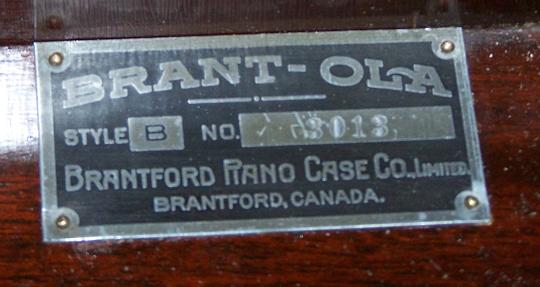 BRANT-OLA
STYLE B NO. 3013
BRANTFORD PIANO CASE CO., LIMITED.
BRANTFORD, CANADA.